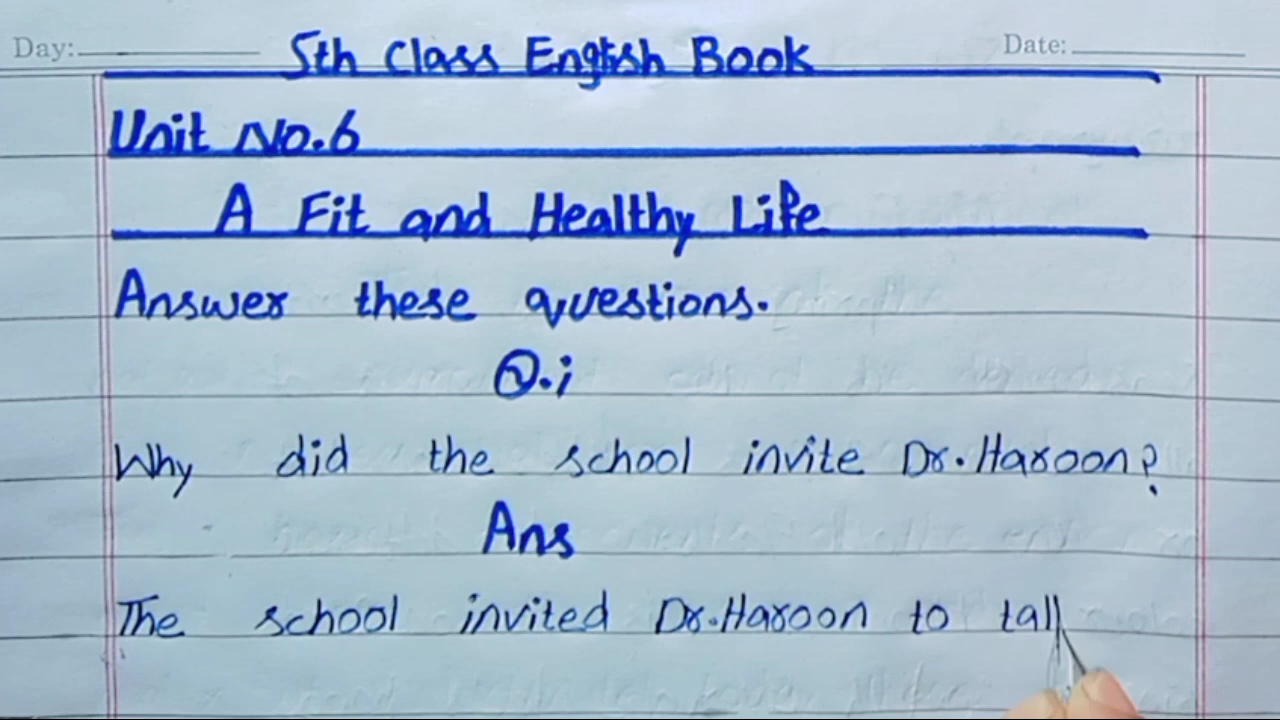 Day: Date:
5th Class English Book
Unit No.6
A Fit and Healthy Life
Answer these questions.
Q.i
Why did the school invite Dr.Haroon?
Ans
The school invited Dr.Haroon to tal